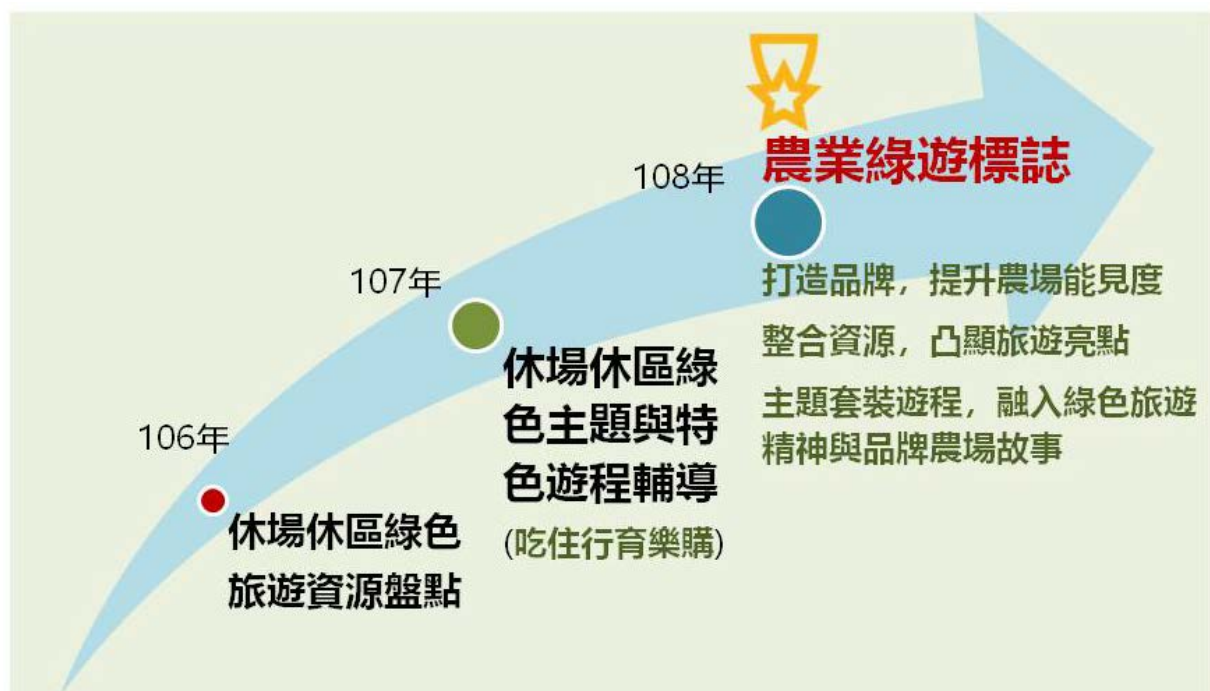 106年
休場休區綠色
旅遊資源盤點
107年
休場休區綠
色主題與特
色遊程輔導
(吃住行育樂購)
108年
農業綠遊標誌
打造品牌，提升農場能見度
整合資源，凸顯旅遊亮點
主題套裝遊程，融入綠色旅遊
精神與品牌農場故事